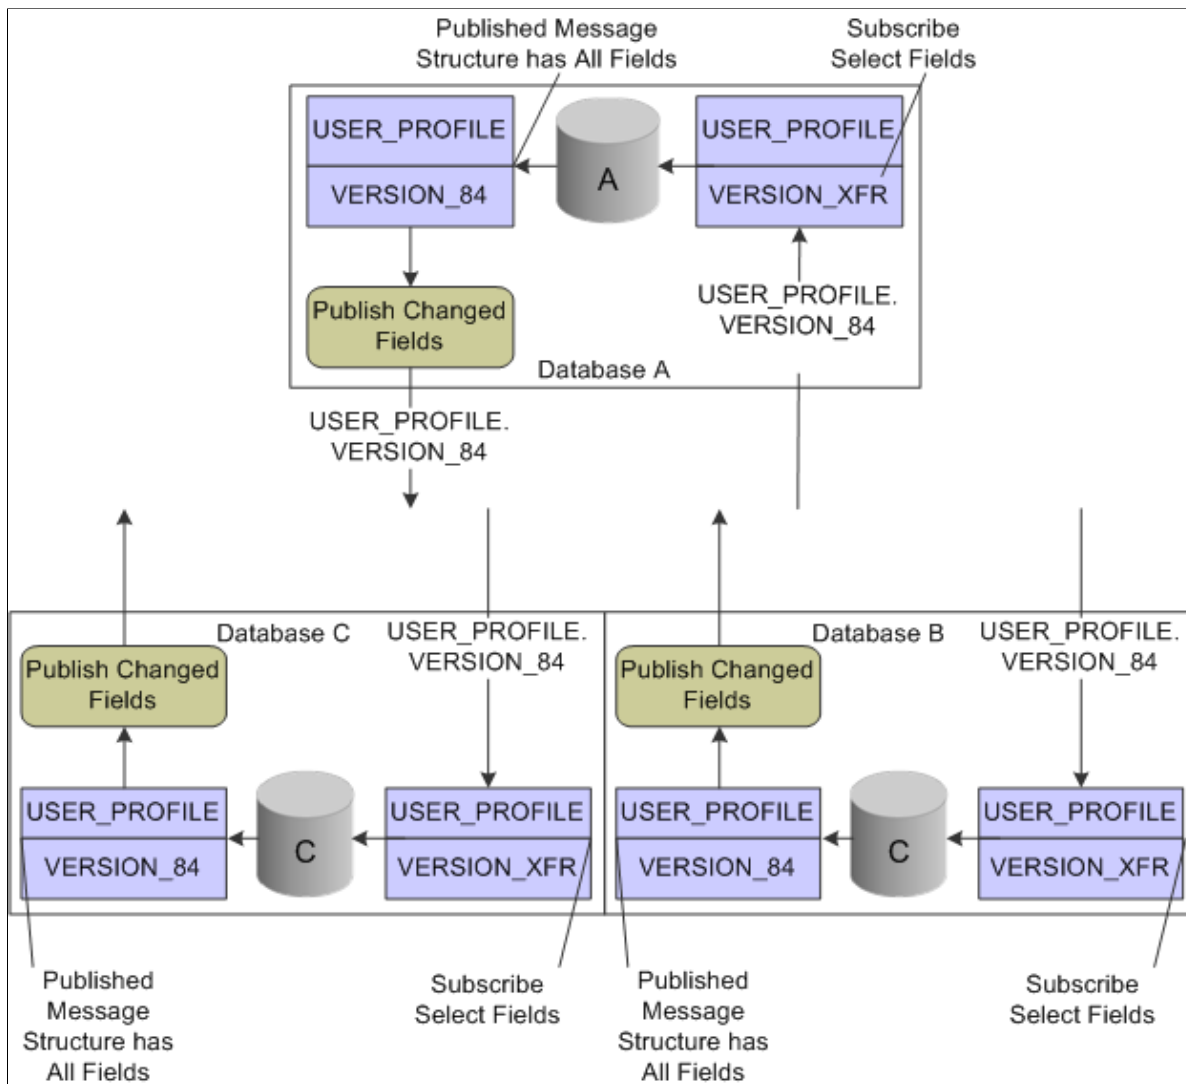 Published Message
Structure has All Fields
Subscribe
Select Fields
USER_PROFILE
VERSION_84
A
USER_PROFILE
VERSION_XFR
Publish Changed
Fields
USER_PROFILE.
VERSION_84
Database A
USER_PROFILE.
VERSION_84
Database C
USER_PROFILE.
VERSION_84
Publish Changed
Fields
USER_PROFILE
VERSION_84
C
USER_PROFILE
VERSION_XFR
Published
Message
Structure has
All Fields
Subscribe
Select Fields
Database B
USER_PROFILE.
VERSION_84
Publish Changed
Fields
USER_PROFILE
VERSION_84
C
USER_PROFILE
VERSION_XFR
Published
Message
Structure has
All Fields
Subscribe
Select Fields